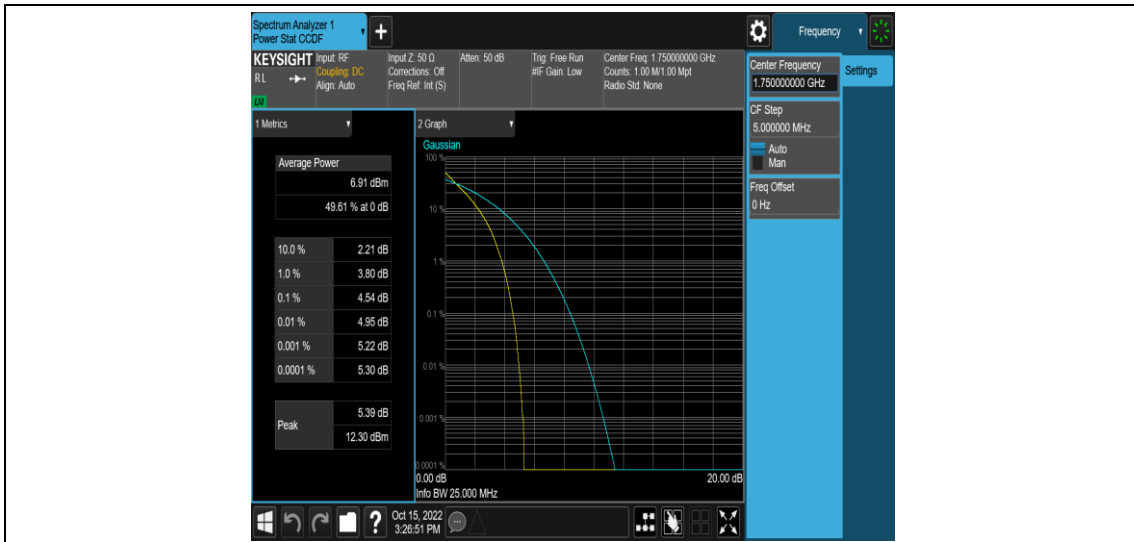 Spectrum Analyzer 1
Power Stat CCDF
+
Frequency
KEYSIGHT
RL
LXI
Input: RF
Coupling: DC
Align: Auto
Input Z: 50 Ω
Corrections: Off
Freq Ref: Int (S)
Atten: 50 dB
Trig: Free Run
#IF Gain: Low
Center Freq: 1.750000000 GHz
Counts: 1.00 M/1.00 Mpt
Radio Std: None
Center Frequency
1.750000000 GHz
Settings
CF Step
5.000000 MHz
Auto
Man
Freq Offset
0 Hz
1 Metrics
Average Power
6.91 dBm
49.61 % at 0 dB
10.0 % 2.21 dB
1.0 % 3.80 dB
0.1 % 4.54 dB
0.01 % 4.95 dB
0.001 % 5.22 dB
0.0001 % 5.30 dB
Peak
5.39 dB
12.30 dBm
2 Graph
Gaussian
100 %
10 %
1 %
0.1 %
0.01 %
0.001 %
0.0001 %
0.00 dB 20.00 dB
Info BW 25.000 MHz
?
Oct 15, 2022
3:26:51 PM